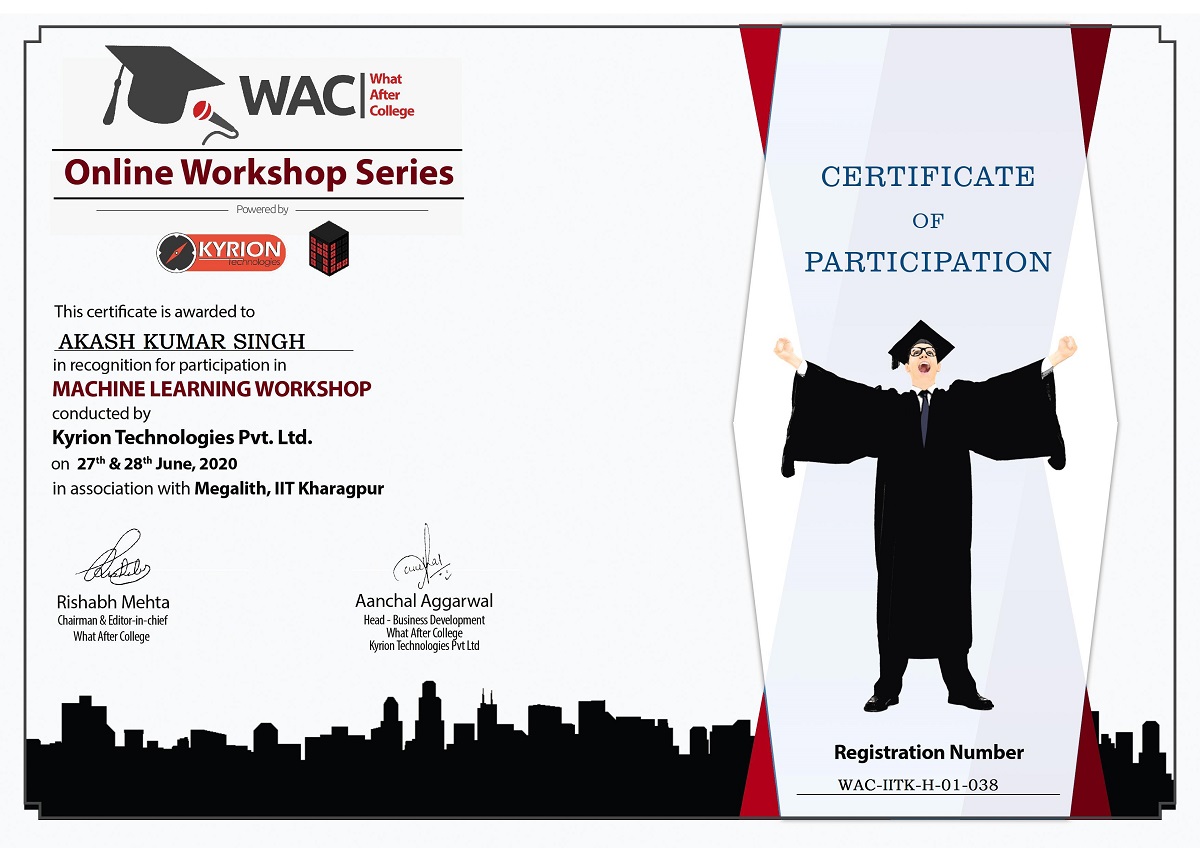 WAC
What
After
College
Online Workshop Series
Powered by
KYRION
Technologies
This certificate is awarded to
AKASH KUMAR SINGH
in recognition for participation in
MACHINE LEARNING WORKSHOP
conducted by
Kyrion Technologies Pvt. Ltd.
on 27th & 28th June, 2020
in association with Megalith, IIT Kharagpur
Rishabh Mehta
Chairman & Editor-in-chief
What After College
Aanchal Aggarwal
Head - Business Development
What After College
Kyrion Technologies Pvt Ltd
CERTIFICATE
OF
PARTICIPATION
Registration Number
WAC-IITK-H-01-038